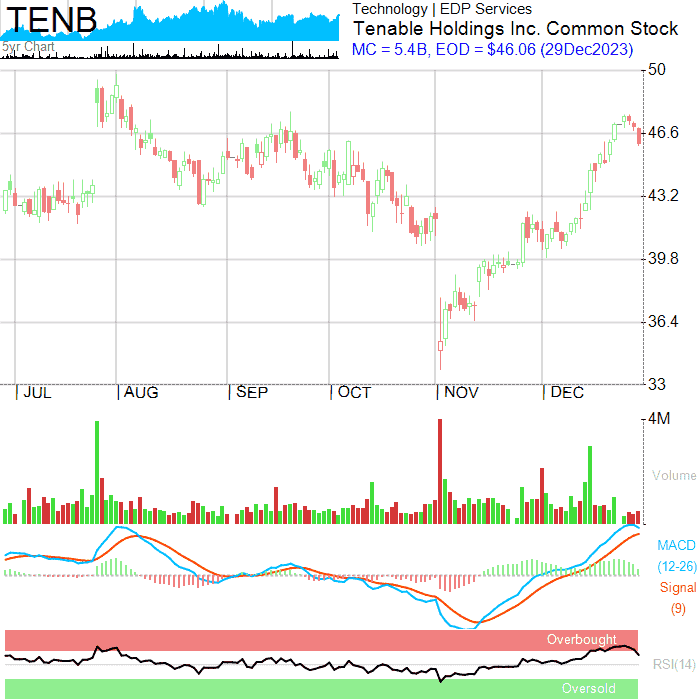 TENB
Technology | EDP Services
Tenable Holdings Inc. Common Stock
5yr Chart
MC = 5.4B, EOD = $46.06 (29Dec2023)
50
46.6
43.2
39.8
36.4
33
JUL
AUG
SEP
OCT
NOV
DEC
4M
Volume
MACD
(12-26)
Signal
(9)
Overbought
RSI(14)
Oversold